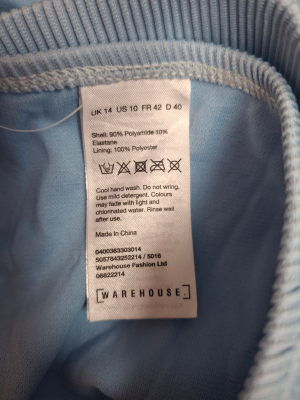 UK 14 US 10 FR 42 D 40
Shell: 90% Polyamide 10%
Elastane
Lining: 100% Polyester
Cool hand wash. Do not wring.
Use mild detergent. Colours
may fade with light and
chlorinated water. Rinse well
after use.
Made in China
0400363303014
5057843252214 / 5016
Warehouse Fashion Ltd
06822214
[WAREHOUSE.]